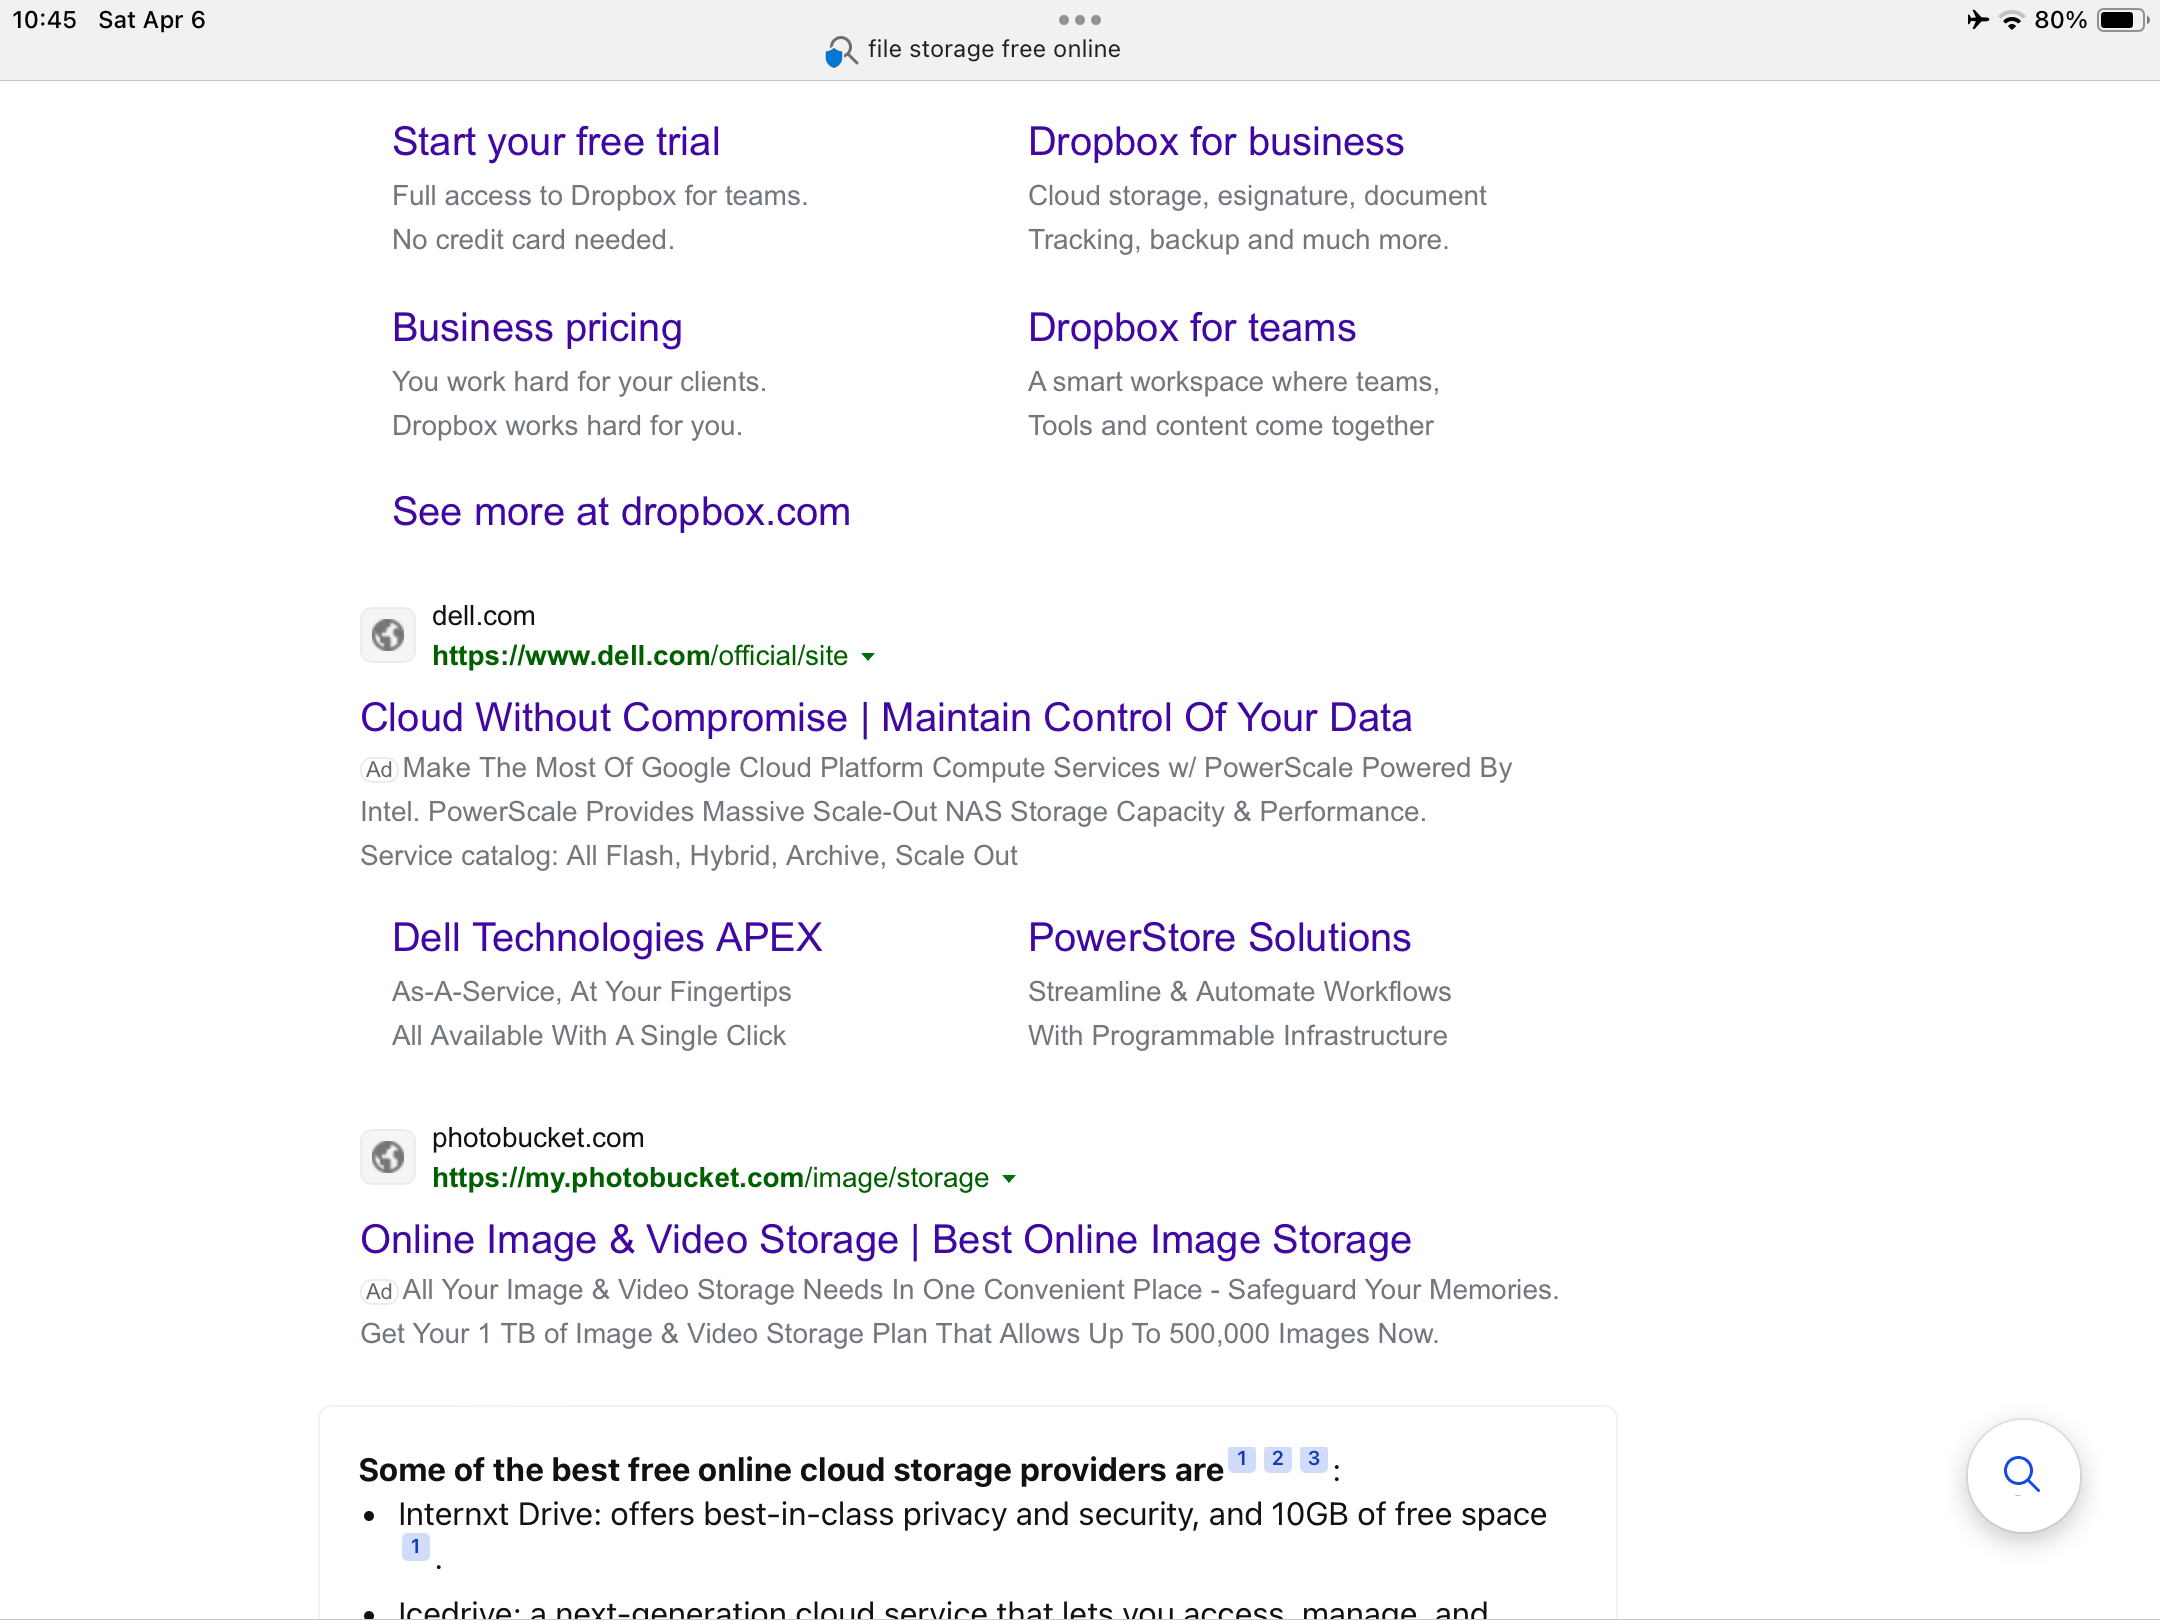 10:45 Sat Apr 6
80%
file storage free online
Start your free trial
Full access to Dropbox for teams.
No credit card needed.
Dropbox for business
Cloud storage, esignature, document
Tracking, backup and much more.
Business pricing
You work hard for your clients.
Dropbox works hard for you.
Dropbox for teams
A smart workspace where teams,
Tools and content come together
See more at dropbox.com
dell.com
https://www.dell.com/official/site
Cloud Without Compromise | Maintain Control Of Your Data
Ad Make The Most Of Google Cloud Platform Compute Services w/ PowerScale Powered By
Intel. PowerScale Provides Massive Scale-Out NAS Storage Capacity & Performance.
Service catalog: All Flash, Hybrid, Archive, Scale Out
Dell Technologies APEX
As-A-Service, At Your Fingertips
All Available With A Single Click
PowerStore Solutions
Streamline & Automate Workflows
With Programmable Infrastructure
photobucket.com
https://my.photobucket.com/image/storage
Online Image & Video Storage | Best Online Image Storage
Ad All Your Image & Video Storage Needs In One Convenient Place - Safeguard Your Memories.
Get Your 1 TB of Image & Video Storage Plan That Allows Up To 500,000 Images Now.
Some of the best free online cloud storage providers are 1 2 3 :
• Internxt Drive: offers best-in-class privacy and security, and 10GB of free space
1 .
• Icedrive: a next-generation cloud service that lets you access, manage, and